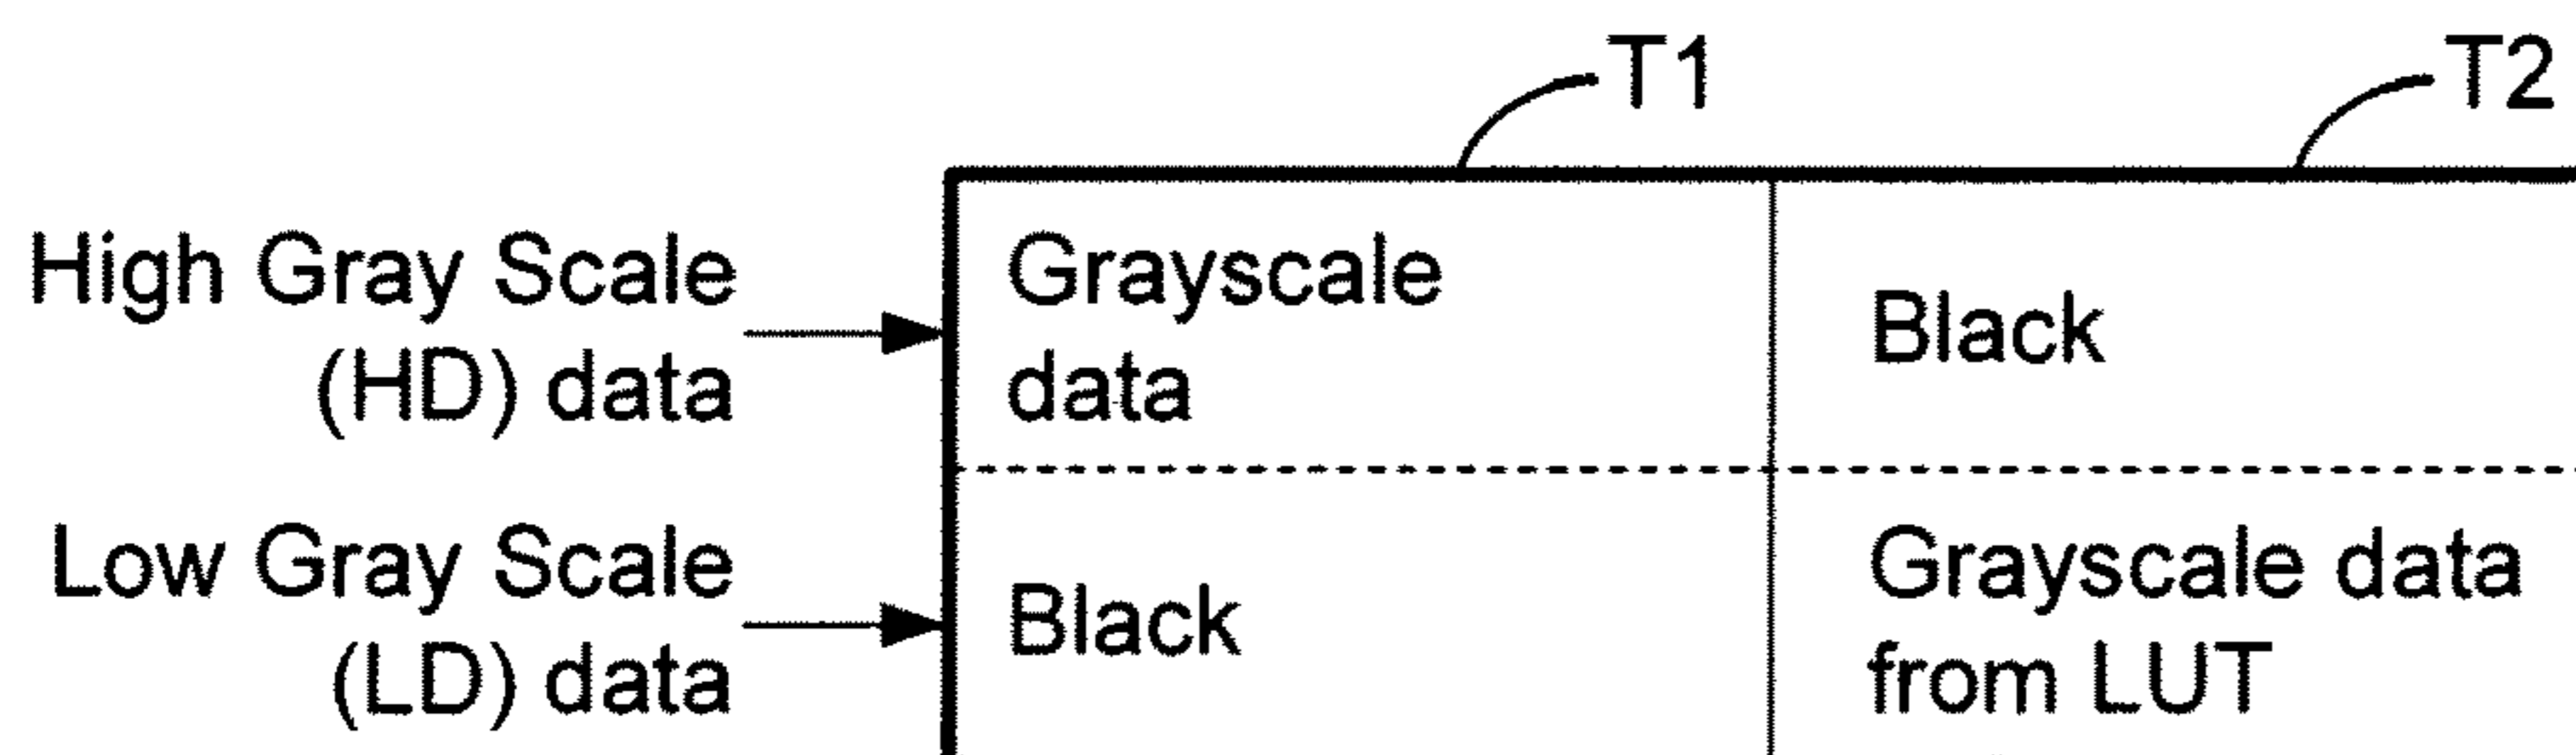 T1
T2
High Gray Scale
(HD) data
Grayscale
data
Black
Low Gray Scale
(LD) data
Black
Grayscale data
from LUT